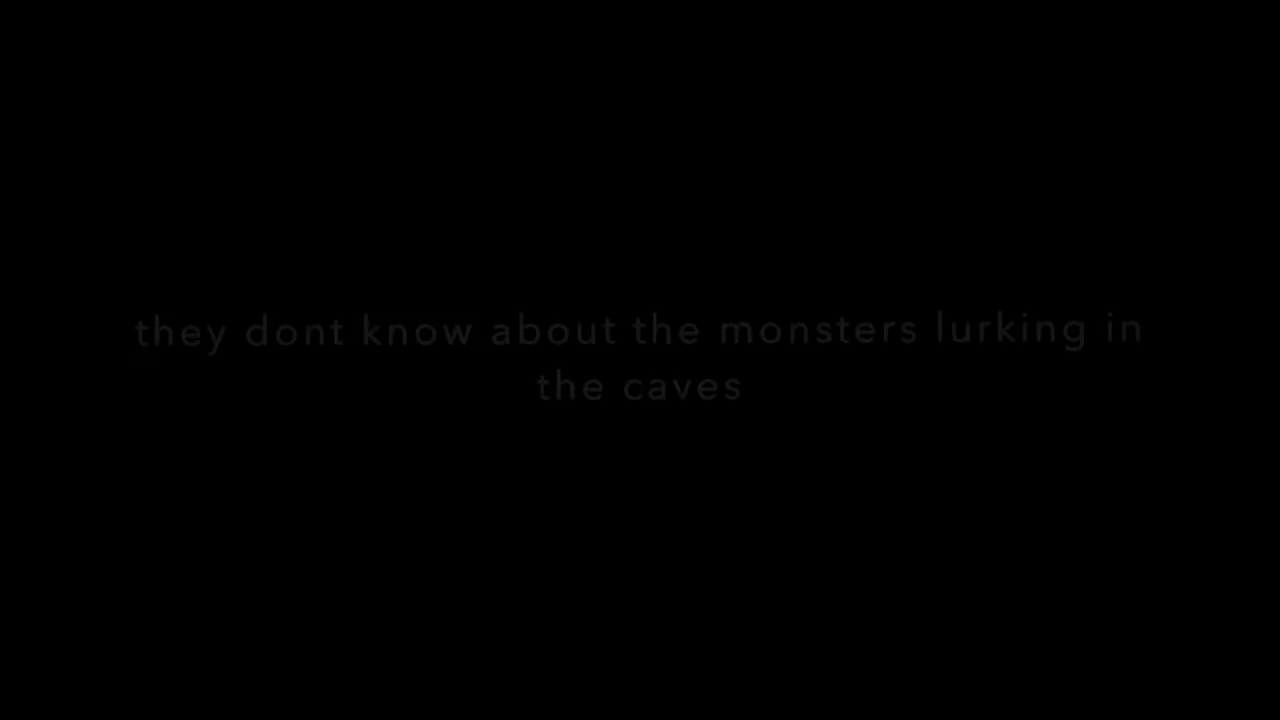 they dont know about the monsters lurking in
the caves